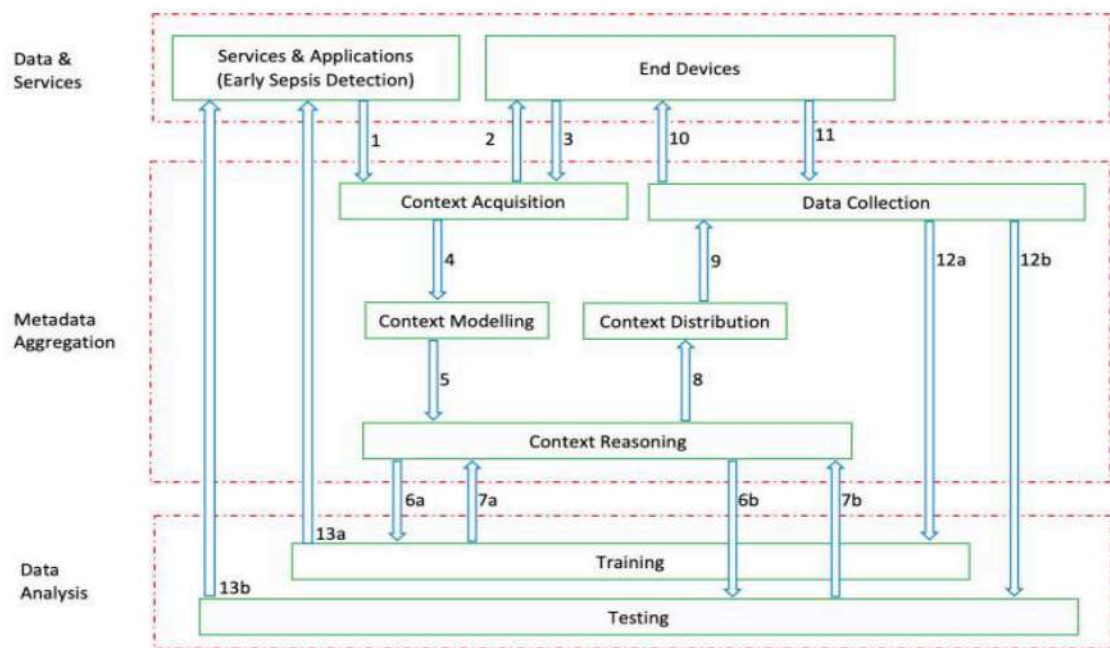 Data &
Services
Services & Applications
(Early Sepsis Detection)
End Devices
1
2
3
10
11
Context Acquisition
Data Collection
4
9
12a
12b
Metadata
Aggregation
Context Modelling
Context Distribution
5
8
Context Reasoning
6a
7a
6b
7b
Data
Analysis
13a
Training
13b
Testing